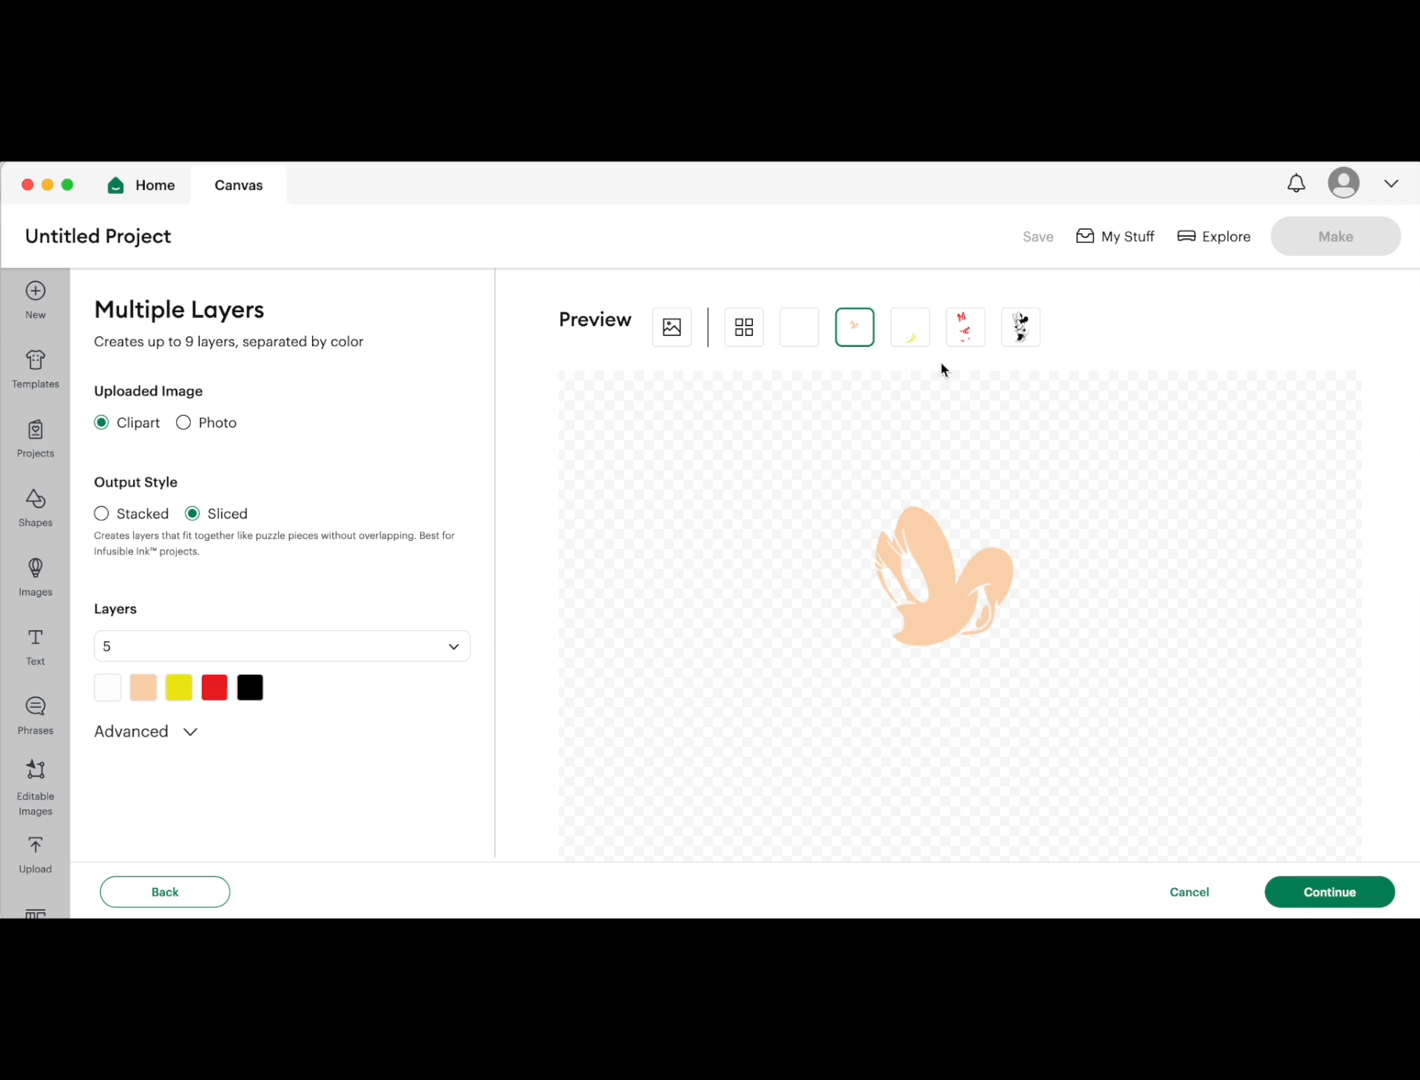 Home
Canvas
Untitled Project
Save
My Stuff
Explore
Make
New
Templates
Projects
Shapes
Images
Text
Phrases
Editable
Images
Upload
Multiple Layers
Creates up to 9 layers, separated by color
Uploaded Image
Clipart
Photo
Output Style
Stacked
Sliced
Creates layers that fit together like puzzle pieces without overlapping. Best for
Infusible Ink™ projects.
Layers
5
Advanced
Preview
Back
Cancel
Continue